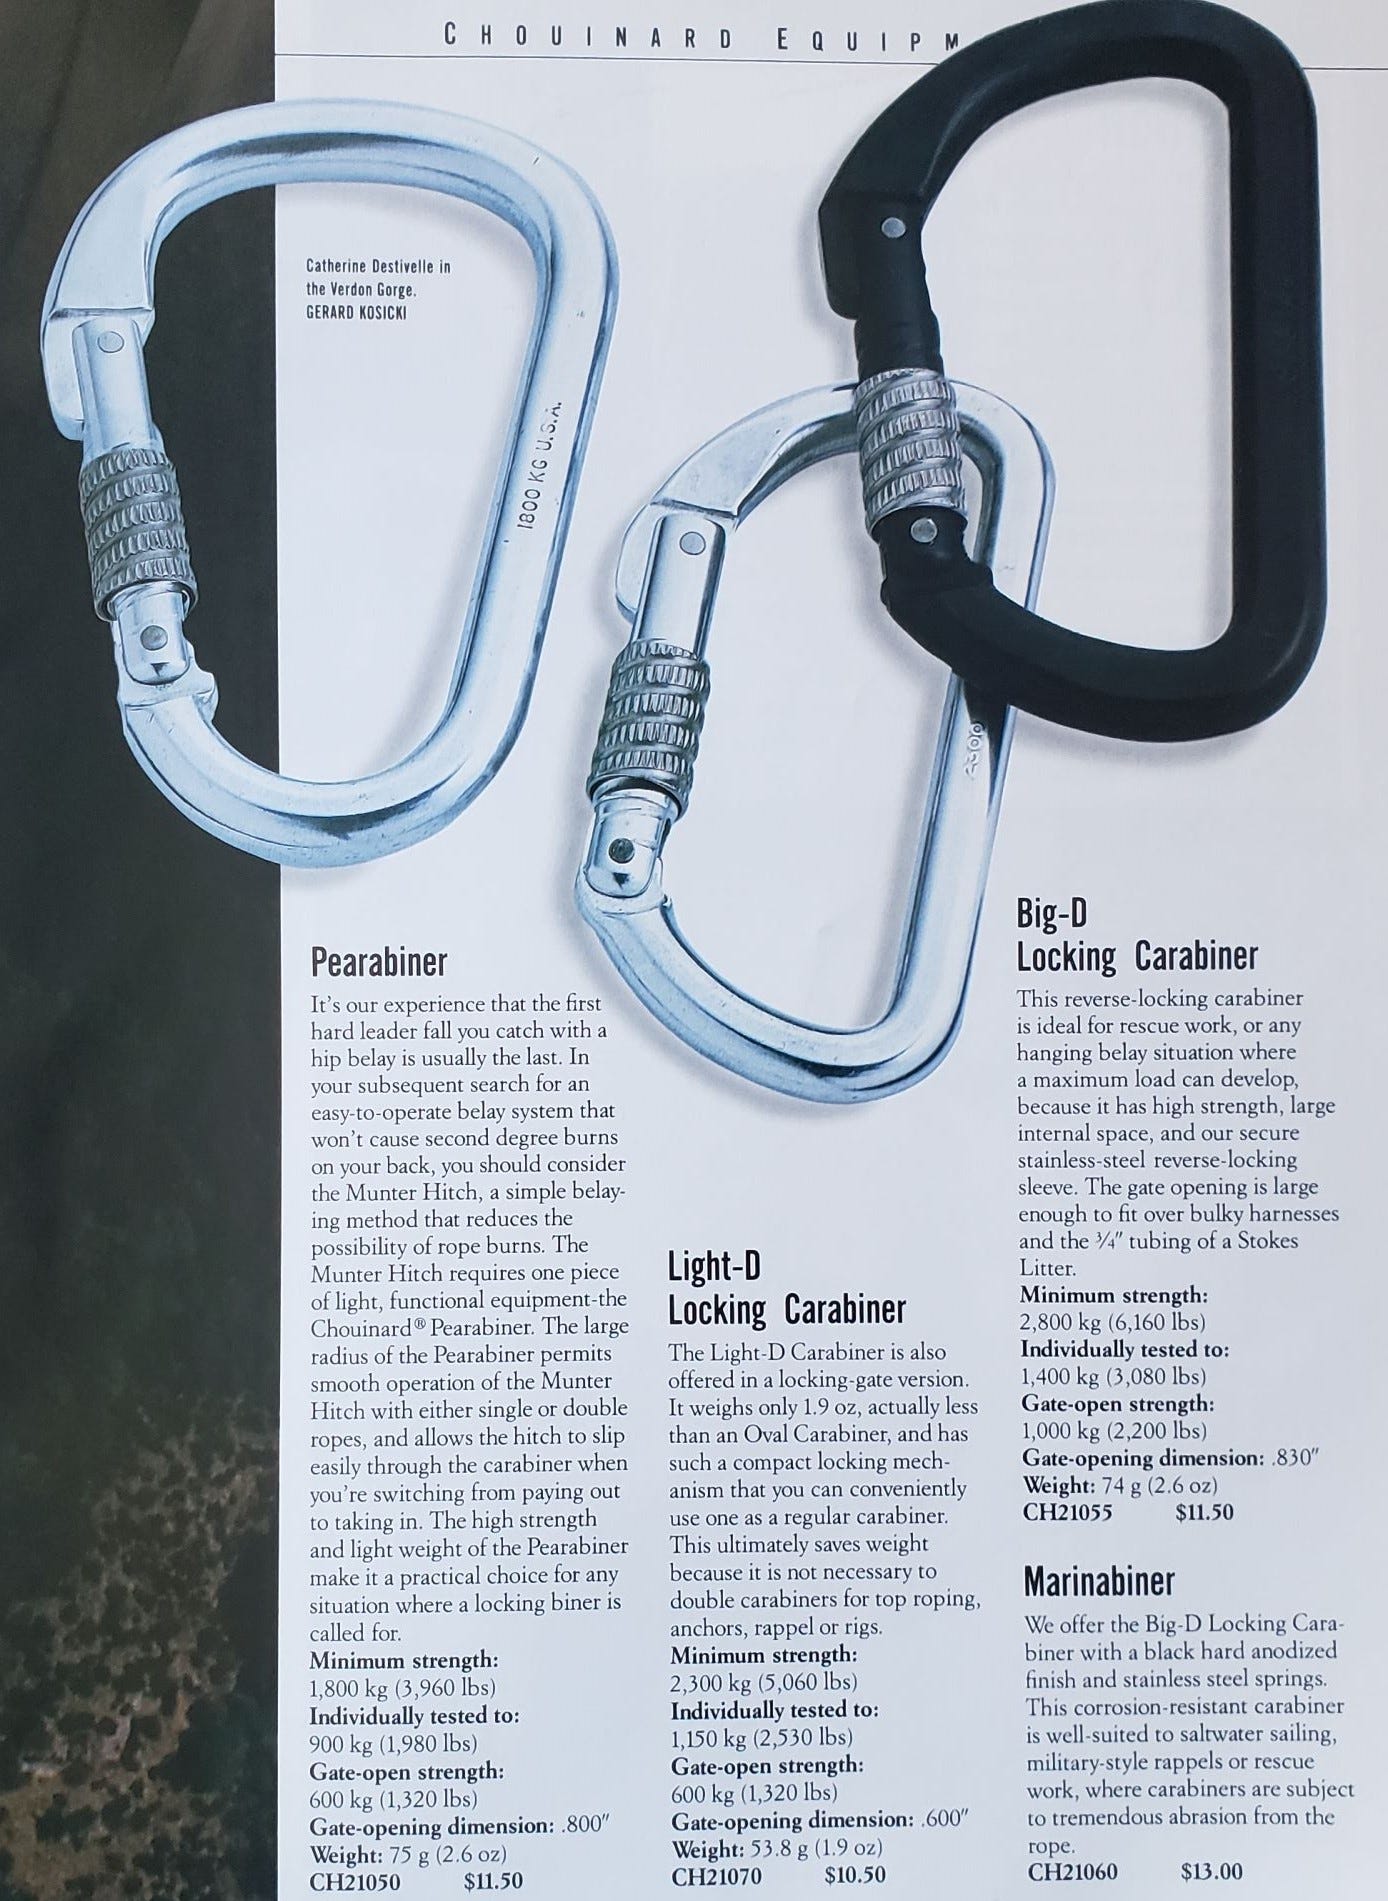 CHOUINARD EQUIPM
Catherine Destivelle in
the Verdon Gorge.
GERARD KOSICKI
1800 KG U.S.A.
Pearabiner
It's our experience that the first
hard leader fall you catch with a
hip belay is usually the last. In
your subsequent search for an
easy-to-operate belay system that
won't cause second degree burns
on your back, you should consider
the Munter Hitch, a simple belay-
ing method that reduces the
possibility of rope burns. The
Munter Hitch requires one piece
of light, functional equipment-the
Chouinard® Pearabiner. The large
radius of the Pearabiner permits
smooth operation of the Munter
Hitch with either single or double
ropes, and allows the hitch to slip
easily through the carabiner when
you're switching from paying out
to taking in. The high strength
and light weight of the Pearabiner
make it a practical choice for any
situation where a locking biner is
called for.
Minimum strength:
1,800 kg (3,960 lbs)
Individually tested to:
900 kg (1,980 lbs)
Gate-open strength:
600 kg (1,320 lbs)
Gate-opening dimension: .800″
Weight: 75 g (2.6 oz)
CH21050 $11.50
Light-D
Locking Carabiner
The Light-D Carabiner is also
offered in a locking-gate version.
It weighs only 1.9 oz, actually less
than an Oval Carabiner, and has
such a compact locking mech-
anism that you can conveniently
use one as a regular carabiner.
This ultimately saves weight
because it is not necessary to
double carabiners for top roping,
anchors, rappel or rigs.
Minimum strength:
2,300 kg (5,060 lbs)
Individually tested to:
1,150 kg (2,530 lbs)
Gate-open strength:
600 kg (1,320 lbs)
Gate-opening dimension: .600″
Weight: 53.8 g (1.9 oz)
CH21070 $10.50
Big-D
Locking Carabiner
This reverse-locking carabiner
is ideal for rescue work, or any
hanging belay situation where
a maximum load can develop,
because it has high strength, large
internal space, and our secure
stainless-steel reverse-locking
sleeve. The gate opening is large
enough to fit over bulky harnesses
and the ¾″ tubing of a Stokes
Litter.
Minimum strength:
2,800 kg (6,160 lbs)
Individually tested to:
1,400 kg (3,080 lbs)
Gate-open strength:
1,000 kg (2,200 lbs)
Gate-opening dimension: .830″
Weight: 74 g (2.6 oz)
CH21055 $11.50
Marinabiner
We offer the Big-D Locking Cara-
biner with a black hard anodized
finish and stainless steel springs.
This corrosion-resistant carabiner
is well-suited to saltwater sailing,
military-style rappels or rescue
work, where carabiners are subject
to tremendous abrasion from the
rope.
CH21060 $13.00